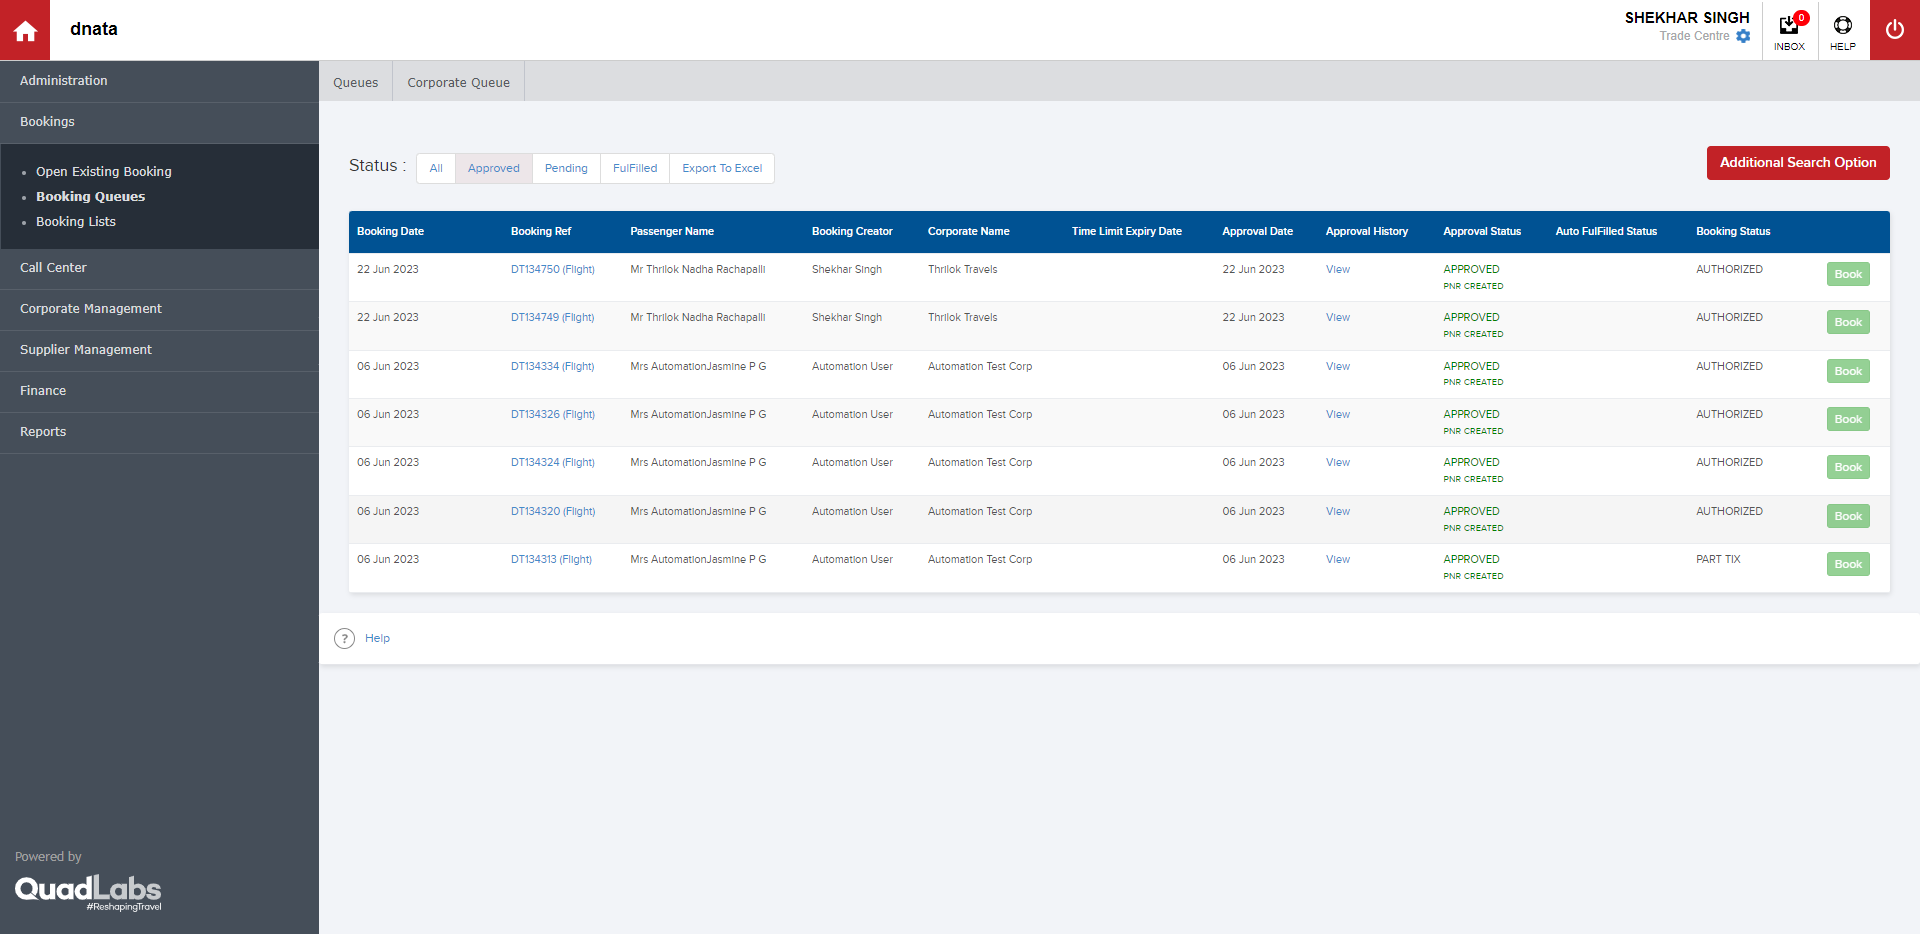 dnata
SHEKHAR SINGH
Trade Centre
0
INBOX
HELP
Administration
Bookings
Open Existing Booking
Booking Queues
Booking Lists
Call Center
Corporate Management
Supplier Management
Finance
Reports
Powered by
QuadLabs
#ReshapingTravel
Queues Corporate Queue
Status : All Approved Pending FulFilled Export To Excel
Additional Search Option
Booking Date Booking Ref Passenger Name Booking Creator Corporate Name Time Limit Expiry Date Approval Date Approval History Approval Status Auto FulFilled Status Booking Status
22 Jun 2023 DT134750 (Flight) Mr Thrilok Nadha Rachapalli Shekhar Singh Thrilok Travels 22 Jun 2023 View APPROVED AUTHORIZED Book
PNR CREATED
22 Jun 2023 DT134749 (Flight) Mr Thrilok Nadha Rachapalli Shekhar Singh Thrilok Travels 22 Jun 2023 View APPROVED AUTHORIZED Book
PNR CREATED
06 Jun 2023 DT134334 (Flight) Mrs AutomationJasmine P G Automation User Automation Test Corp 06 Jun 2023 View APPROVED AUTHORIZED Book
PNR CREATED
06 Jun 2023 DT134326 (Flight) Mrs AutomationJasmine P G Automation User Automation Test Corp 06 Jun 2023 View APPROVED AUTHORIZED Book
PNR CREATED
06 Jun 2023 DT134324 (Flight) Mrs AutomationJasmine P G Automation User Automation Test Corp 06 Jun 2023 View APPROVED AUTHORIZED Book
PNR CREATED
06 Jun 2023 DT134320 (Flight) Mrs AutomationJasmine P G Automation User Automation Test Corp 06 Jun 2023 View APPROVED AUTHORIZED Book
PNR CREATED
06 Jun 2023 DT134313 (Flight) Mrs AutomationJasmine P G Automation User Automation Test Corp 06 Jun 2023 View APPROVED PART TIX Book
PNR CREATED
? Help